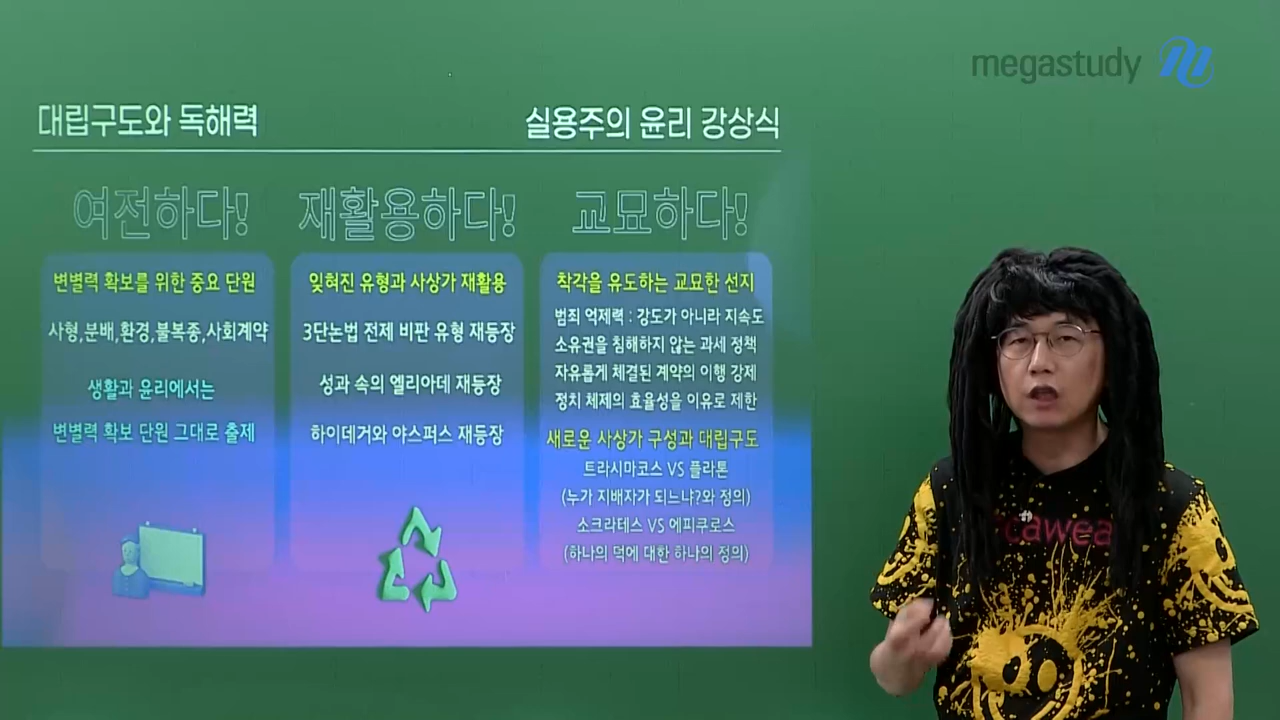 megastudy
대립구도와 독해력
실용주의 윤리 강상식
여전하다!
변별력 확보를 위한 중요 단원
사형,분배,환경,불복종,사회계약
생활과 윤리에서는
변별력 확보 단원 그대로 출제
재활용하다!
잊혀진 유형과 사상가 재활용
3단논법 전제 비판 유형 재등장
성과 속의 엘리아데 재등장
하이데거와 야스퍼스 재등장
교묘하다!
착각을 유도하는 교묘한 선지
범죄 억제력 : 강도가 아니라 지속도
소유권을 침해하지 않는 과세 정책
자유롭게 체결된 계약의 이행 강제
정치 체제의 효율성을 이유로 제한
새로운 사상가 구성과 대립구도
트라시마코스 VS 플라톤
(누가 지배자가 되느냐?와 정의)
소크라테스 VS 에피쿠로스
(하나의 덕에 대한 하나의 정의)